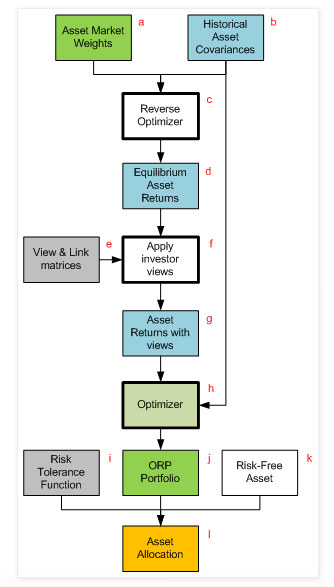 Asset Market
Weights
a
Historical
Asset
Covariances
b
Reverse
Optimizer
c
Equilibrium
Asset
Returns
d
View & Link
matrices
e
Apply
investor
views
f
Asset
Returns with
views
g
Optimizer
h
Risk
Tolerance
Function
i
ORP
Portfolio
j
Risk-Free
Asset
k
Asset
Allocation
l